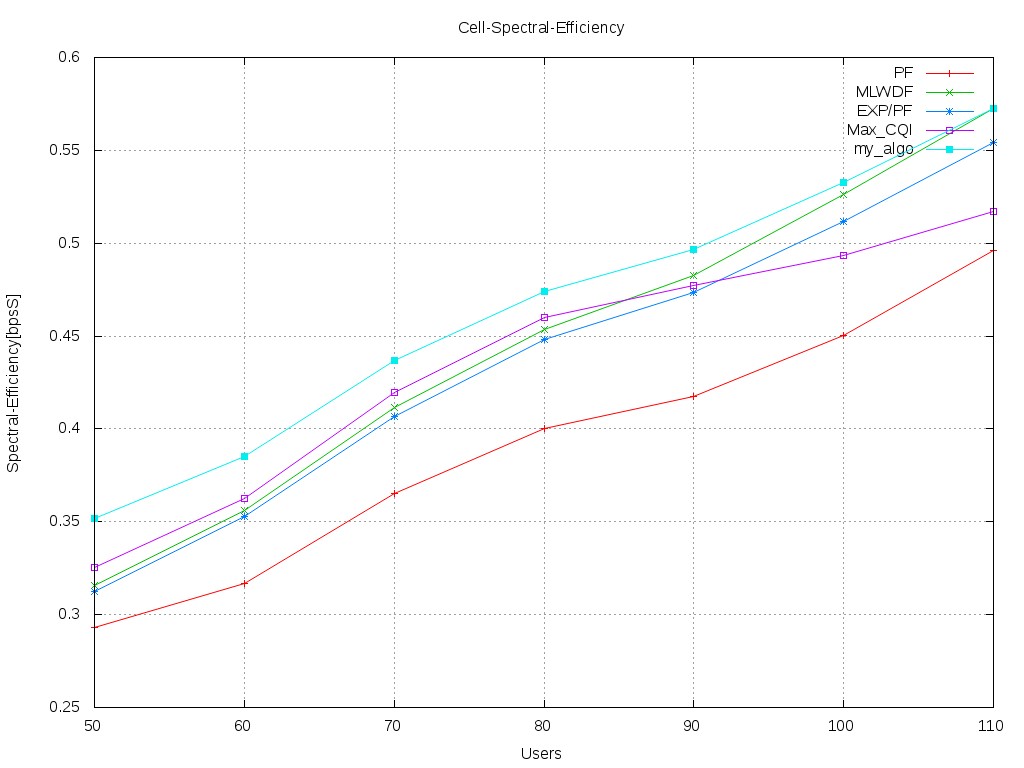 Cell-Spectral-Efficiency
0.6
0.55
0.5
0.45
0.4
0.35
0.3
0.25
Spectral-Efficiency[bpsS]
PF
MLWDF
EXP/PF
Max_CQI
my_algo
50 60 70 80 90 100 110
Users